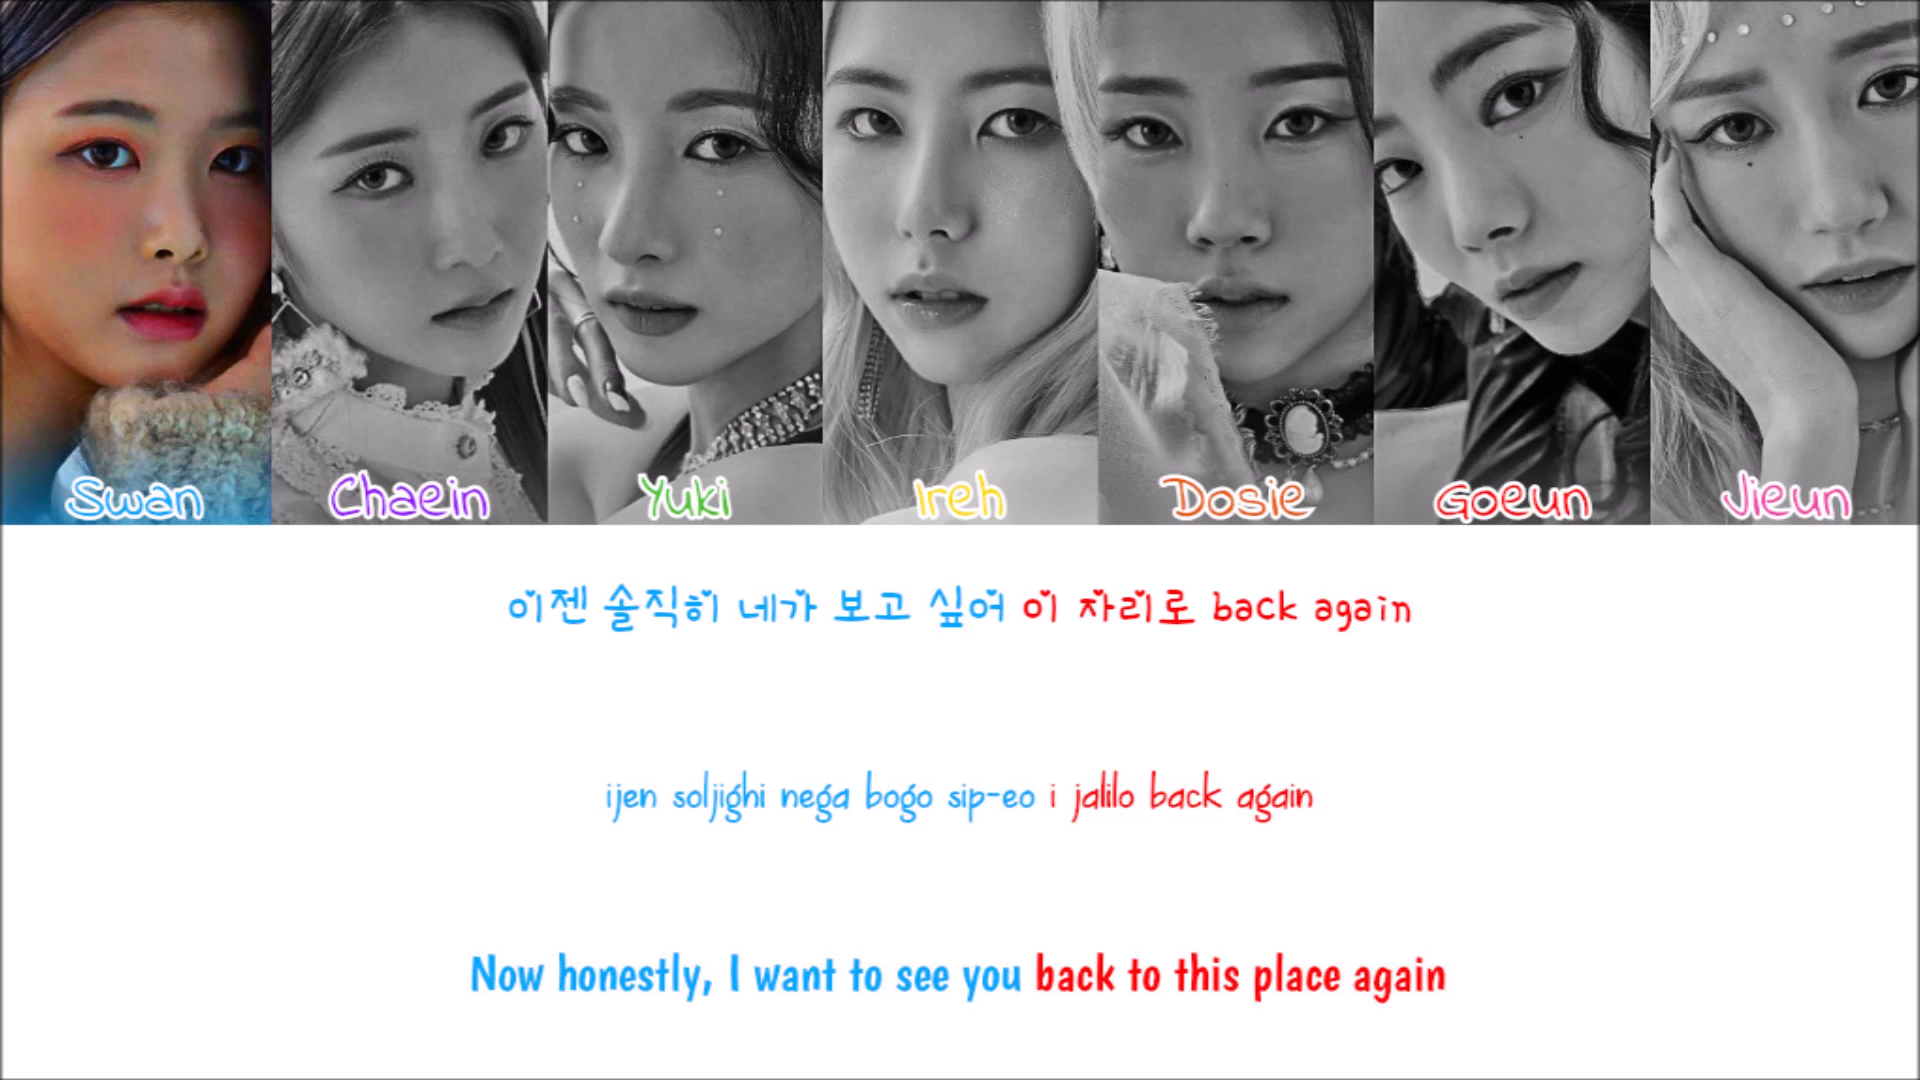 Swan Chaein Yuki Ireh Dosie Goeun Jieun
이젠 솔직히 네가 보고 싶어 이 자리로 back again
ijen soljighi nega bogo sip-eo i jalilo back again
Now honestly, I want to see you back to this place again